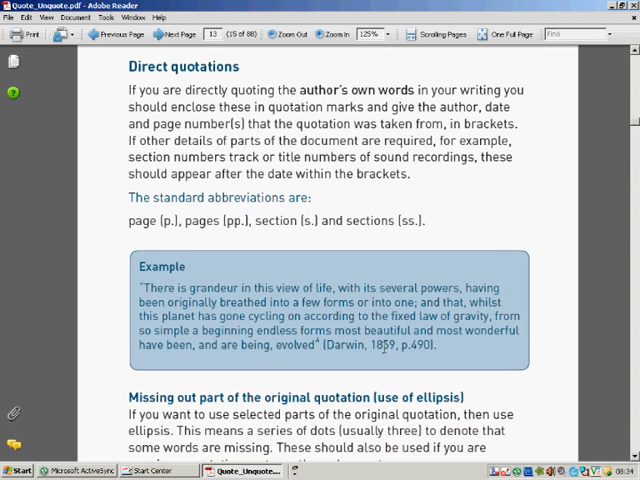 Quote_Unquote.pdf - Adobe Reader
File Edit View Document Tools Window Help
Print Previous Page Next Page 13 (15 of 88) Zoom Out Zoom In 125% Scrolling Pages One Full Page Find
Direct quotations
If you are directly quoting the author's own words in your writing you
should enclose these in quotation marks and give the author, date
and page number(s) that the quotation was taken from, in brackets.
If other details of parts of the document are required, for example,
section numbers track or title numbers of sound recordings, these
should appear after the date within the brackets.
The standard abbreviations are:
page (p.), pages (pp.), section (s.) and sections (ss.).
Example
“There is grandeur in this view of life, with its several powers, having
been originally breathed into a few forms or into one; and that, whilst
this planet has gone cycling on according to the fixed law of gravity, from
so simple a beginning endless forms most beautiful and most wonderful
have been, and are being, evolved” (Darwin, 1859, p.490).
Missing out part of the original quotation (use of ellipsis)
If you want to use selected parts of the original quotation, then use
ellipsis. This means a series of dots (usually three) to denote that
some words are missing. These should also be used if you are
Start Microsoft ActiveSync Start Center Quote_Unquote... 08:34